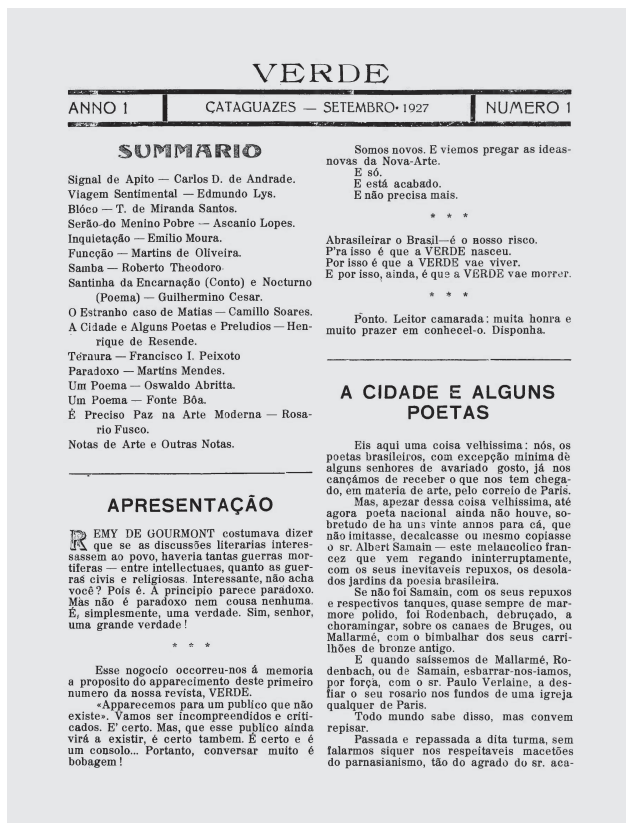 VERDE
ANNO 1
CATAGUAZES — SETEMBRO· 1927
NUMERO 1
SUMMARIO
Signal de Apito — Carlos D. de Andrade.
Viagem Sentimental — Edmundo Lys.
Blóco — T. de Miranda Santos.
Serão do Menino Pobre — Ascanio Lopes.
Inquietação — Emilio Moura.
Funcção — Martins de Oliveira.
Samba — Roberto Theodoro
Santinha da Encarnação (Conto) e Nocturno
(Poema) — Guilhermino Cesar.
O Estranho caso de Matias — Camillo Soares.
A Cidade e Alguns Poetas e Preludios — Hen-
rique de Resende.
Ternura — Francisco I. Peixoto
Paradoxo — Martins Mendes.
Um Poema — Oswaldo Abritta.
Um Poema — Fonte Bôa.
É Preciso Paz na Arte Moderna — Rosa-
rio Fusco.
Notas de Arte e Outras Notas.
APRESENTAÇÃO
REMY DE GOURMONT costumava dizer
que se as discussões literarias interes-
sassem ao povo, haveria tantas guerras mor-
tiferas — entre intellectuaes, quanto as guer-
ras civis e religiosas. Interessante, não acha
você? Pois é. A principio parece paradoxo.
Mas não é paradoxo nem cousa nenhuma.
É, simplesmente, uma verdade. Sim, senhor,
uma grande verdade!
* * *
Esse nogocio occorreu-nos á memoria
a proposito do apparecimento deste primeiro
numero da nossa revista, VERDE.
«Apparecemos para um publico que não
existe». Vamos ser incompreendidos e criti-
cados. E' certo. Mas, que esse publico ainda
virá a existir, é certo tambem. É certo e é
um consolo... Portanto, conversar muito é
bobagem!
Somos novos. E viemos pregar as ideas-
novas da Nova-Arte.
E só.
E está acabado.
E não precisa mais.
* * *
Abrasileirar o Brasil—é o nosso risco.
P'ra isso é que a VERDE nasceu.
Por isso é que a VERDE vae viver.
E por isso, ainda, é que a VERDE vae morrer.
* * *
Ponto. Leitor camarada: muita honra e
muito prazer em conhecel-o. Disponha.
A CIDADE E ALGUNS
POETAS
Eis aqui uma coisa velhissima: nós, os
poetas brasileiros, com excepção minima de
alguns senhores de avariado gosto, já nos
cançámos de receber o que nos tem chega-
do, em materia de arte, pelo correio de Paris.
Mas, apezar dessa coisa velhissima, até
agora poeta nacional ainda não houve, so-
bretudo de ha uns vinte annos para cá, que
não imitasse, decalcasse ou mesmo copiasse
o sr. Albert Samain — este melancolico fran-
cez que vem regando ininterruptamente,
com os seus inevitaveis repuxos, os desola-
dos jardins da poesia brasileira.
Se não foi Samain, com os seus repuxos
e respectivos tanques, quase sempre de mar-
more polido, foi Rodenbach, debruçado, a
choramingar, sobre os canaes de Bruges, ou
Mallarmé, com o bimbalhar dos seus carri-
lhões de bronze antigo.
E quando saíssemos de Mallarmé, Ro-
denbach, ou de Samain, esbarrar-nos-iamos,
por força, com o sr. Paulo Verlaine, a des-
fiar o seu rosario nos fundos de uma igreja
qualquer de Paris.
Todo mundo sabe disso, mas convem
repisar.
Passada e repassada a dita turma, sem
falarmos siquer nos respeitaveis macetões
do parnasianismo, tão do agrado do sr. aca-